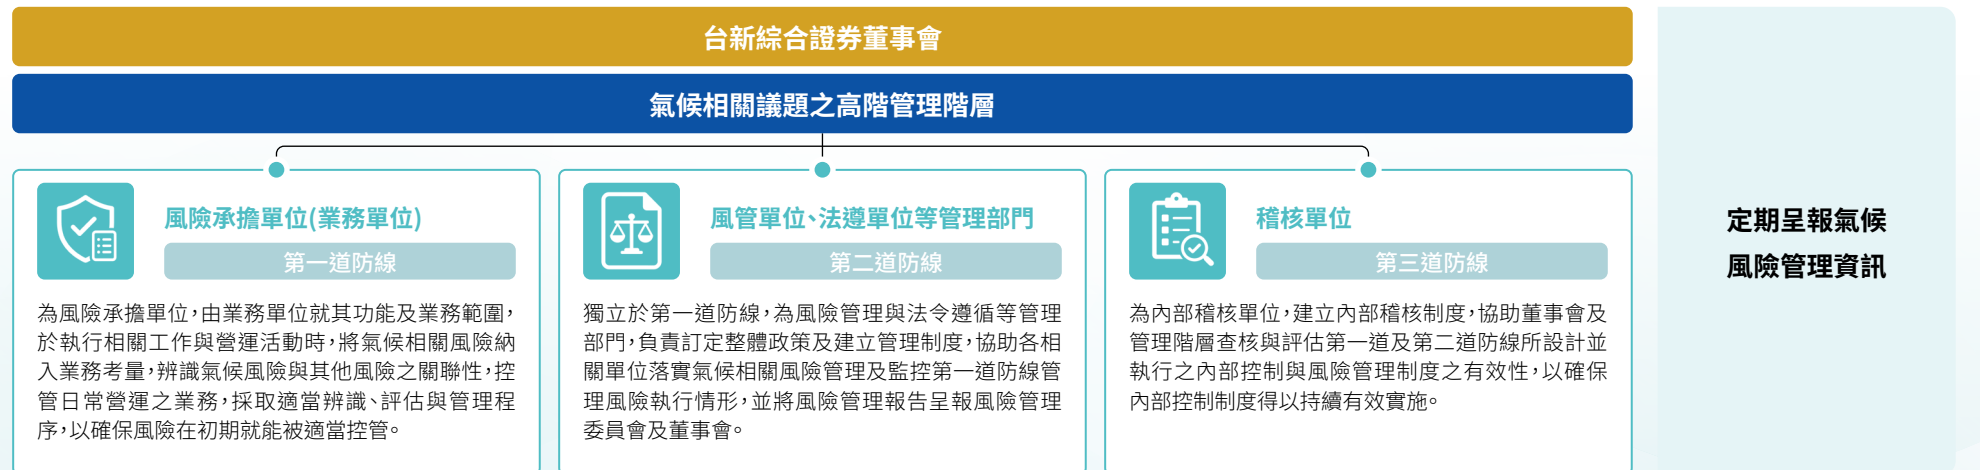 台新綜合證券董事會
氣候相關議題之高階管理階層
風險承擔單位(業務單位)
第一道防線
為風險承擔單位,由業務單位就其功能及業務範圍,
於執行相關工作與營運活動時,將氣候相關風險納
入業務考量,辨識氣候風險與其他風險之關聯性,控
管日常營運之業務,採取適當辨識、評估與管理程
序,以確保風險在初期就能被適當控管。
風管單位、法遵單位等管理部門
第二道防線
獨立於第一道防線,為風險管理與法令遵循等管理
部門,負責訂定整體政策及建立管理制度,協助各相
關單位落實氣候相關風險管理及監控第一道防線管
理風險執行情形,並將風險管理報告呈報風險管理
委員會及董事會。
稽核單位
第三道防線
為內部稽核單位,建立內部稽核制度,協助董事會及
管理階層查核與評估第一道及第二道防線所設計並
執行之內部控制與風險管理制度之有效性,以確保
內部控制制度得以持續有效實施。
定期呈報氣候
風險管理資訊